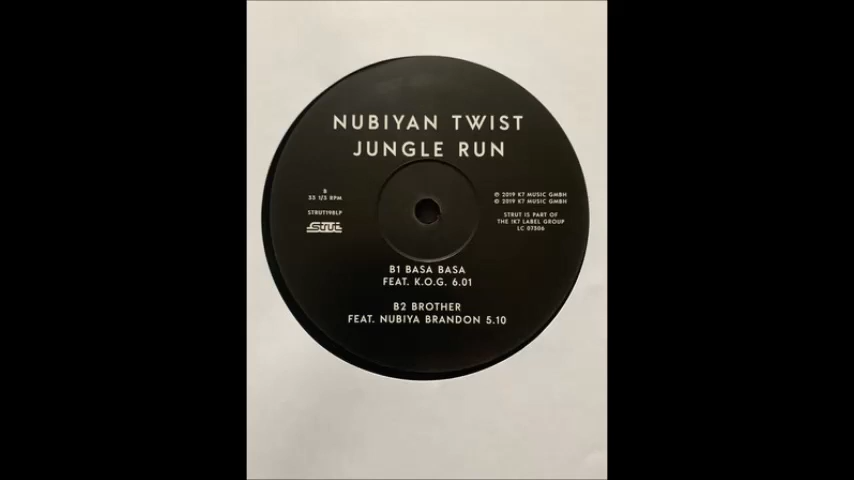 NUBIYAN TWIST
JUNGLE RUN
B
33 1/3 RPM
STRUT198LP
Strut
℗ 2019 K7 MUSIC GMBH
© 2019 K7 MUSIC GMBH
STRUT IS PART OF
THE !K7 LABEL GROUP
LC 07306
B1 BASA BASA
FEAT. K.O.G. 6.01
B2 BROTHER
FEAT. NUBIYA BRANDON 5.10